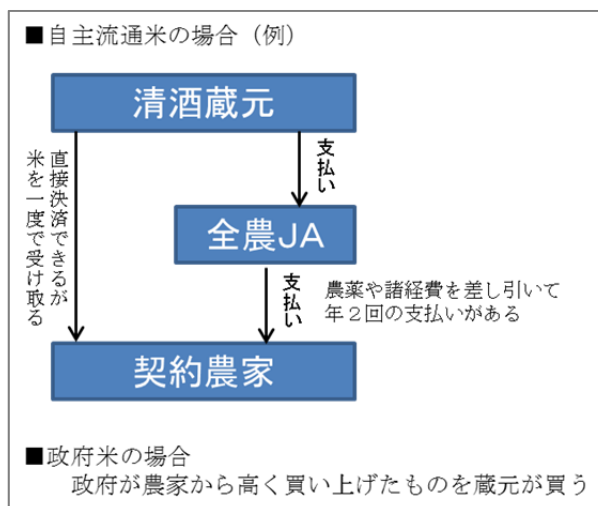 ■自主流通米の場合（例）
清酒蔵元
直接決済できるが
米を一度で受け取る
支払い
全農JA
支払い
農薬や諸経費を差し引いて
年２回の支払いがある
契約農家
■政府米の場合
政府が農家から高く買い上げたものを蔵元が買う